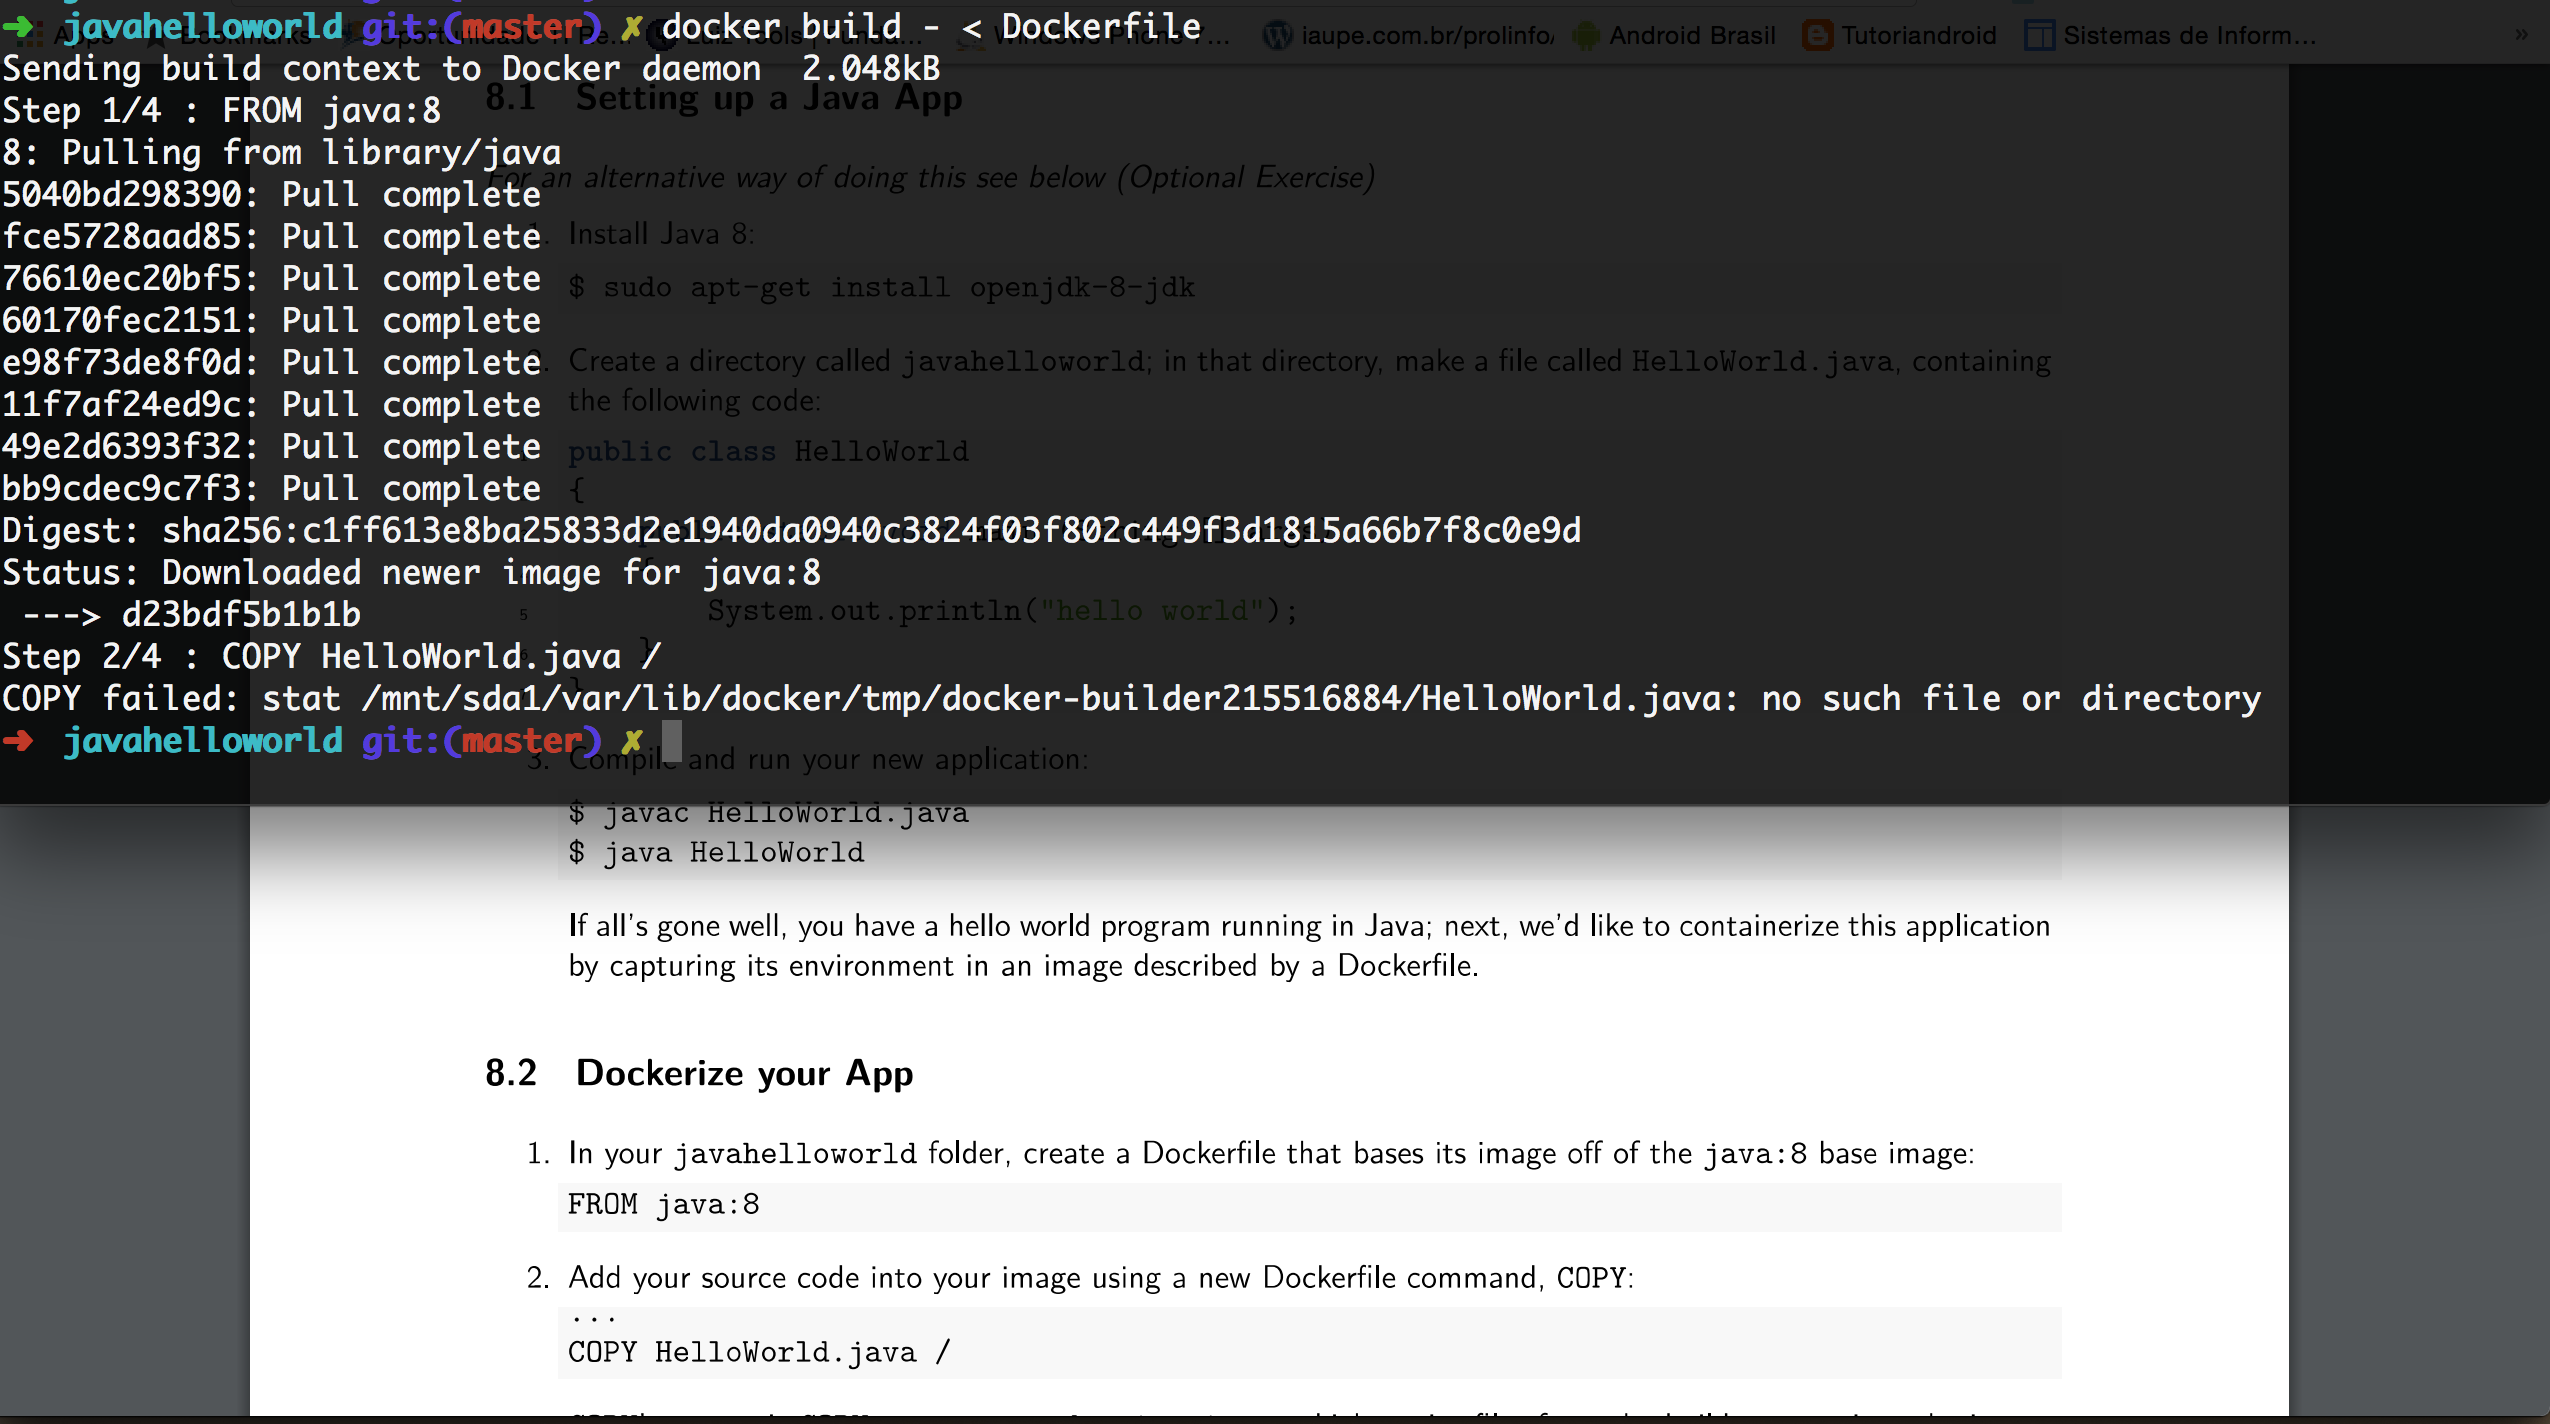 ➜ javahelloworld git:(master) ✗ docker build - < Dockerfile
Apps Bookmarks Oportunidade TI Re... Luiz Tools | Funda... Windows Phone 7 ... iaupe.com.br/prolinfo/ Android Brasil Tutoriandroid Sistemas de Inform... »
Sending build context to Docker daemon 2.048kB
8.1 Setting up a Java App
Step 1/4 : FROM java:8
8: Pulling from library/java
For an alternative way of doing this see below (Optional Exercise)
5040bd298390: Pull complete
fce5728aad85: Pull complete
1. Install Java 8:
76610ec20bf5: Pull complete
$ sudo apt-get install openjdk-8-jdk
60170fec2151: Pull complete
e98f73de8f0d: Pull complete
2. Create a directory called javahelloworld; in that directory, make a file called HelloWorld.java, containing
the following code:
11f7af24ed9c: Pull complete
49e2d6393f32: Pull complete
public class HelloWorld
bb9cdec9c7f3: Pull complete
{
Digest: sha256:c1ff613e8ba25833d2e1940da0940c3824f03f802c449f3d1815a66b7f8c0e9d
Status: Downloaded newer image for java:8
{
---> d23bdf5b1b1b
5 System.out.println("hello world");
Step 2/4 : COPY HelloWorld.java /
6 }
COPY failed: stat /mnt/sda1/var/lib/docker/tmp/docker-builder215516884/HelloWorld.java: no such file or directory
}
➜ javahelloworld git:(master) ✗
3. Compile and run your new application:
$ javac HelloWorld.java
$ java HelloWorld
If all's gone well, you have a hello world program running in Java; next, we'd like to containerize this application
by capturing its environment in an image described by a Dockerfile.
8.2 Dockerize your App
1. In your javahelloworld folder, create a Dockerfile that bases its image off of the java:8 base image:
FROM java:8
2. Add your source code into your image using a new Dockerfile command, COPY:
...
COPY HelloWorld.java /